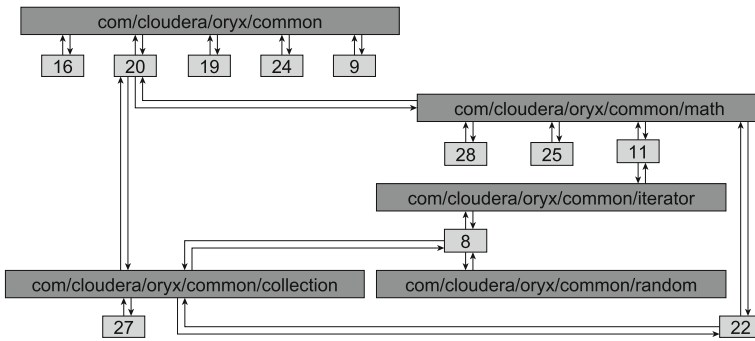 com/cloudera/oryx/common
16 20 19 24 9
com/cloudera/oryx/common/math
28 25 11
com/cloudera/oryx/common/iterator
8
com/cloudera/oryx/common/collection com/cloudera/oryx/common/random
27 22